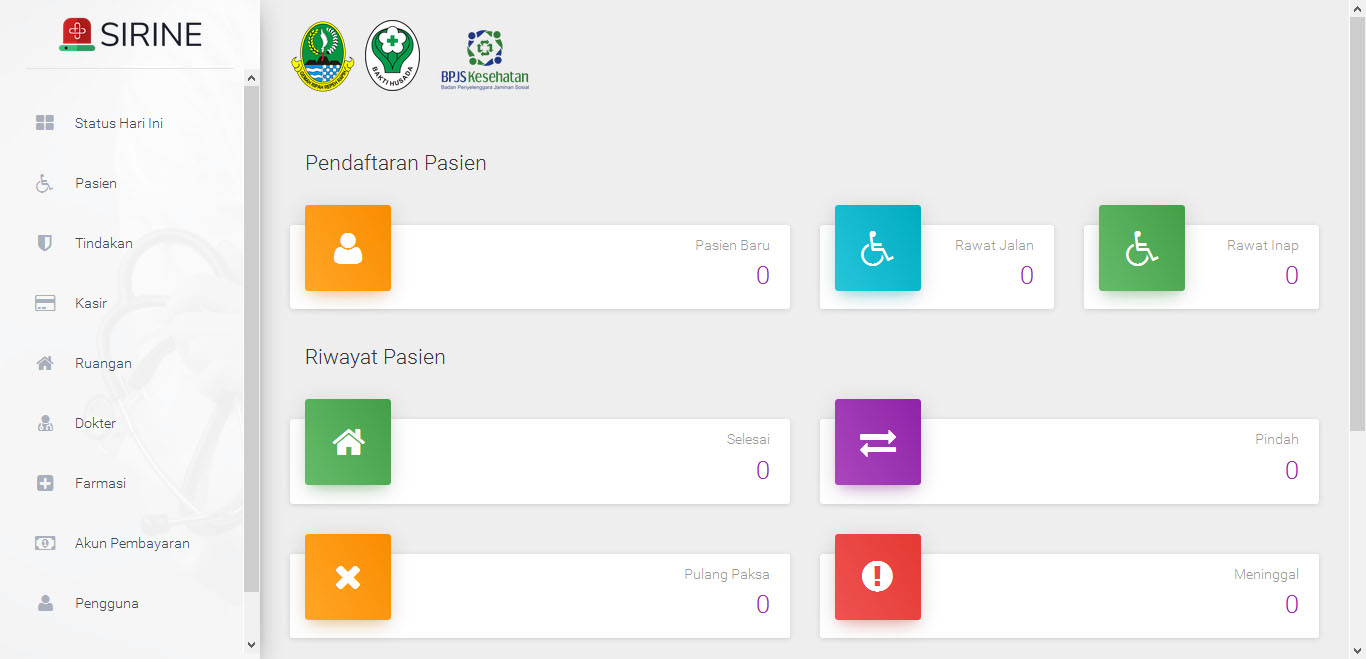 SIRINE
Status Hari Ini
Pasien
Tindakan
Kasir
Ruangan
Dokter
Farmasi
Akun Pembayaran
Pengguna
BAKTI HUSADA
BPJS Kesehatan
Badan Penyelenggara Jaminan Sosial
Pendaftaran Pasien
Pasien Baru
0
Rawat Jalan
0
Rawat Inap
0
Riwayat Pasien
Selesai
0
Pindah
0
Pulang Paksa
0
Meninggal
0